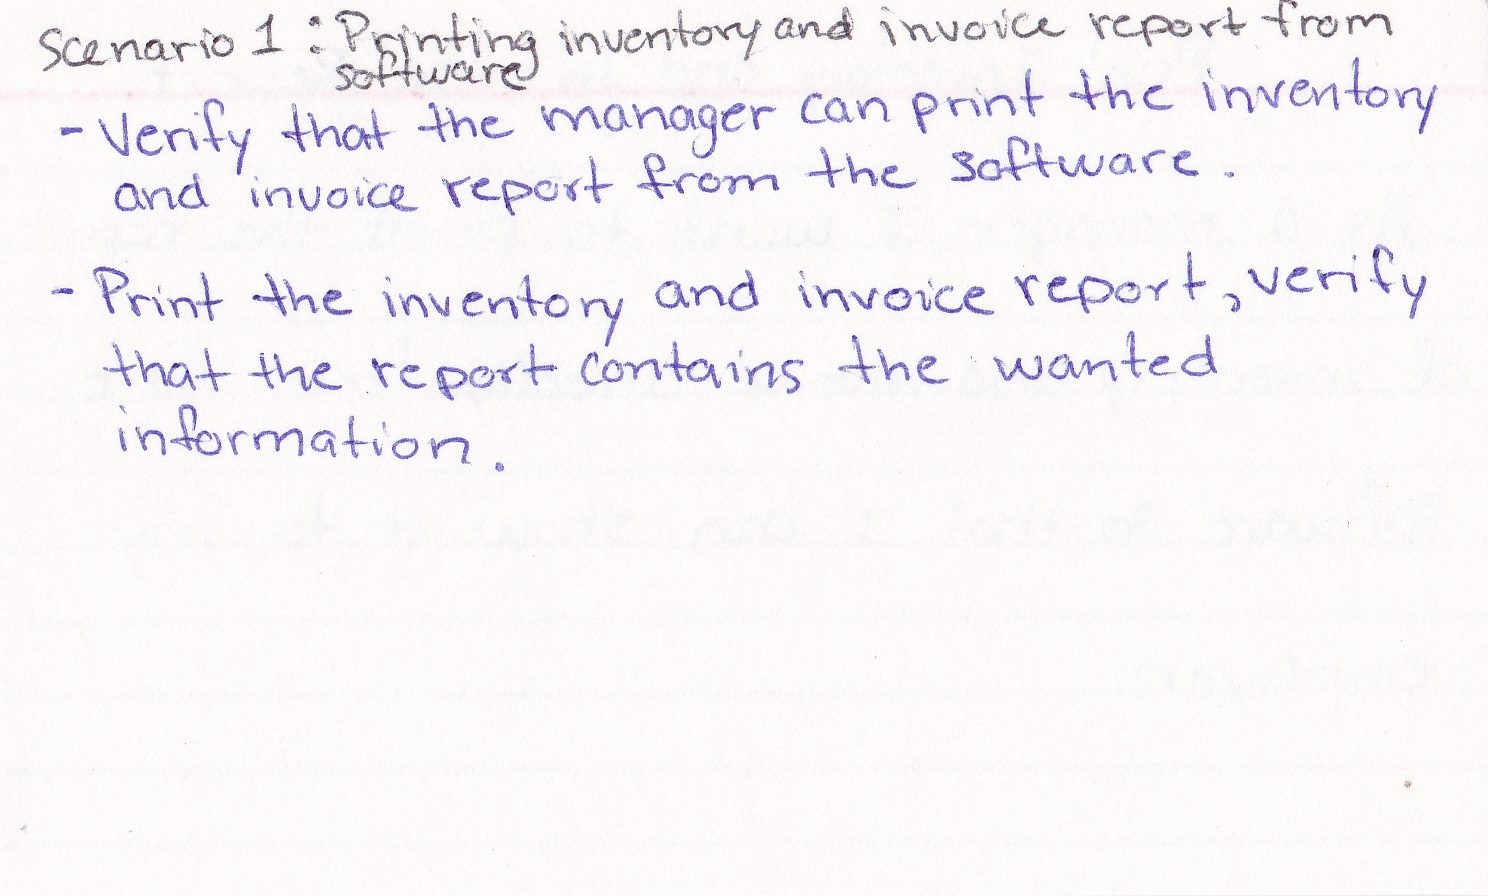 Scenario 1 : Printing inventory and invoice report from
software
- Verify that the manager can print the inventory
and invoice report from the software.
- Print the inventory and invoice report, verify
that the report contains the wanted
information.